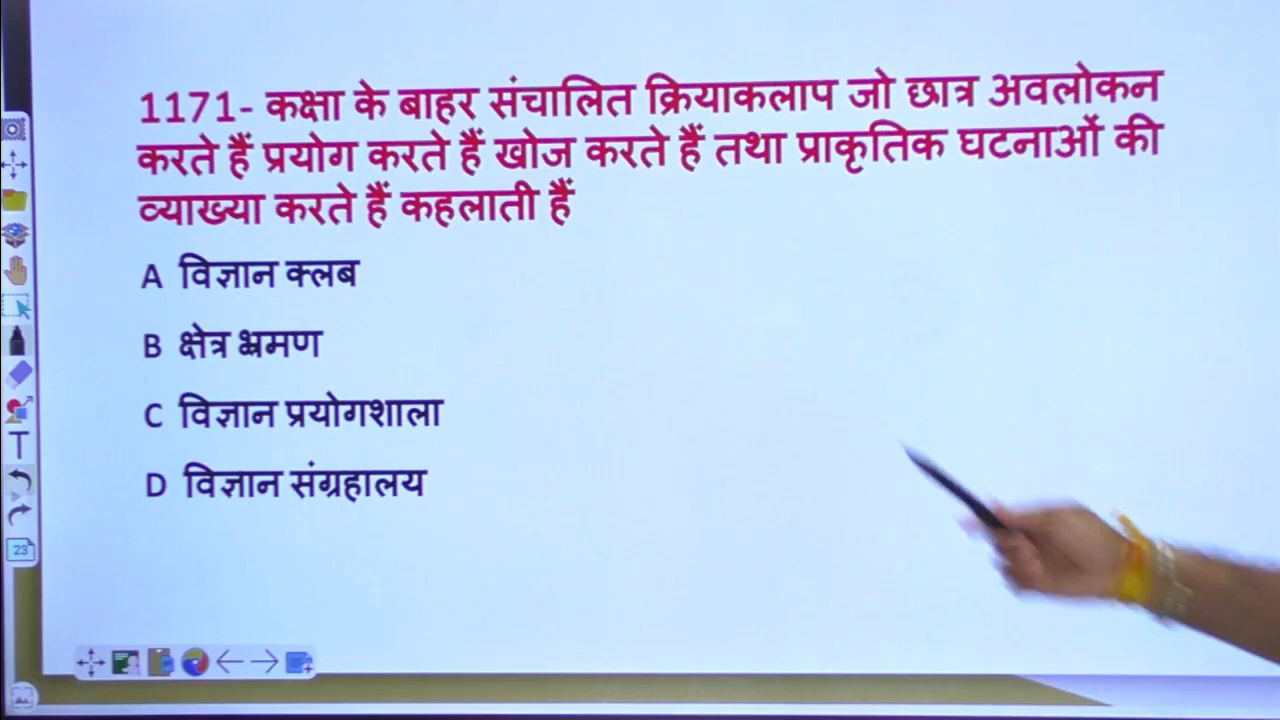 1171- कक्षा के बाहर संचालित क्रियाकलाप जो छात्र अवलोकन
करते हैं प्रयोग करते हैं खोज करते हैं तथा प्राकृतिक घटनाओं की
व्याख्या करते हैं कहलाती हैं
A विज्ञान क्लब
B क्षेत्र भ्रमण
C विज्ञान प्रयोगशाला
D विज्ञान संग्रहालय
T
23